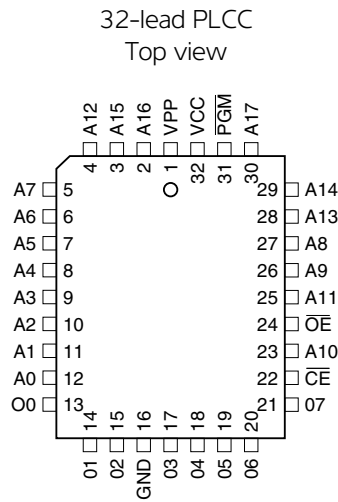 32-lead PLCC
Top view
A12 A15 A16 VPP VCC PGM A17
4 3 2 1 32 31 30
A7 5 29 A14
A6 6 28 A13
A5 7 27 A8
A4 8 26 A9
A3 9 25 A11
A2 10 24 OE
A1 11 23 A10
A0 12 22 CE
O0 13 21 07
14 15 16 17 18 19 20
01 02 GND 03 04 05 06